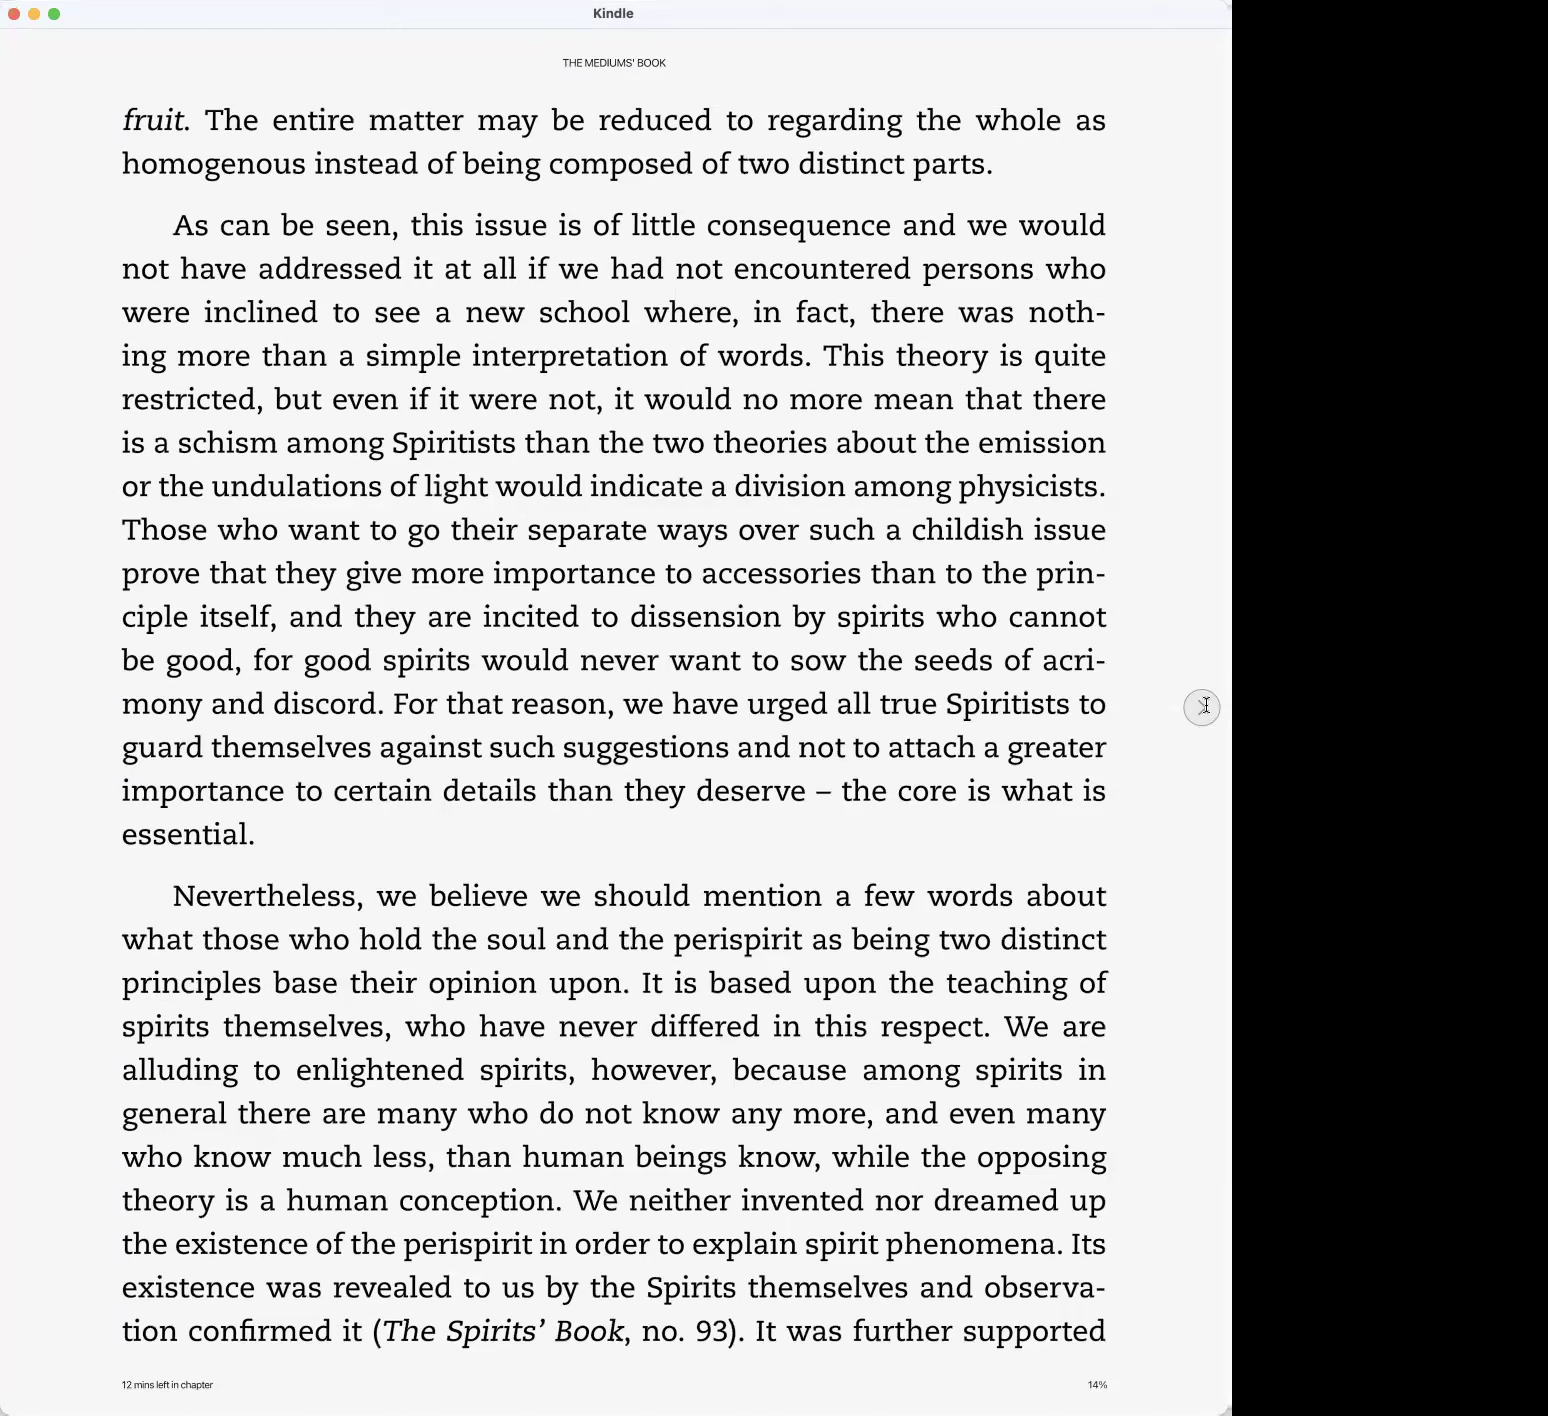 Kindle
THE MEDIUMS' BOOK
fruit. The entire matter may be reduced to regarding the whole as
homogenous instead of being composed of two distinct parts.
As can be seen, this issue is of little consequence and we would
not have addressed it at all if we had not encountered persons who
were inclined to see a new school where, in fact, there was noth-
ing more than a simple interpretation of words. This theory is quite
restricted, but even if it were not, it would no more mean that there
is a schism among Spiritists than the two theories about the emission
or the undulations of light would indicate a division among physicists.
Those who want to go their separate ways over such a childish issue
prove that they give more importance to accessories than to the prin-
ciple itself, and they are incited to dissension by spirits who cannot
be good, for good spirits would never want to sow the seeds of acri-
mony and discord. For that reason, we have urged all true Spiritists to
guard themselves against such suggestions and not to attach a greater
importance to certain details than they deserve – the core is what is
essential.
Nevertheless, we believe we should mention a few words about
what those who hold the soul and the perispirit as being two distinct
principles base their opinion upon. It is based upon the teaching of
spirits themselves, who have never differed in this respect. We are
alluding to enlightened spirits, however, because among spirits in
general there are many who do not know any more, and even many
who know much less, than human beings know, while the opposing
theory is a human conception. We neither invented nor dreamed up
the existence of the perispirit in order to explain spirit phenomena. Its
existence was revealed to us by the Spirits themselves and observa-
tion confirmed it (The Spirits’ Book, no. 93). It was further supported
12 mins left in chapter
14%